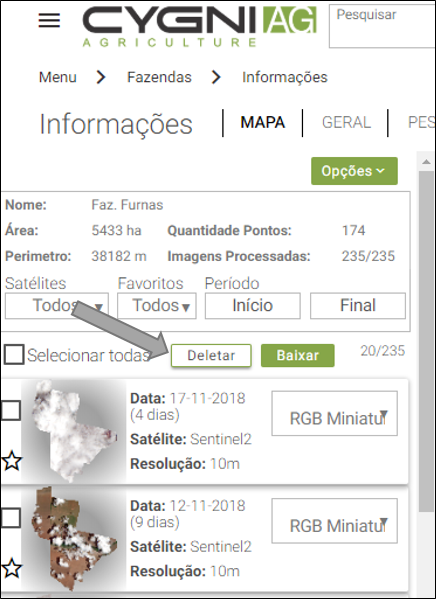 CYGNI AG
AGRICULTURE
Pesquisar
Menu > Fazendas > Informações
Informações | MAPA | GERAL | PES
Opções
Nome: Faz. Furnas
Área: 5433 ha Quantidade Pontos: 174
Perimetro: 38182 m Imagens Processadas: 235/235
Satélites Favoritos Período
Todos Todos Início Final
Selecionar todas Deletar Baixar 20/235
Data: 17-11-2018
(4 dias)
Satélite: Sentinel2
Resolução: 10m
RGB Miniatu
Data: 12-11-2018
(9 dias)
Satélite: Sentinel2
Resolução: 10m
RGB Miniatu